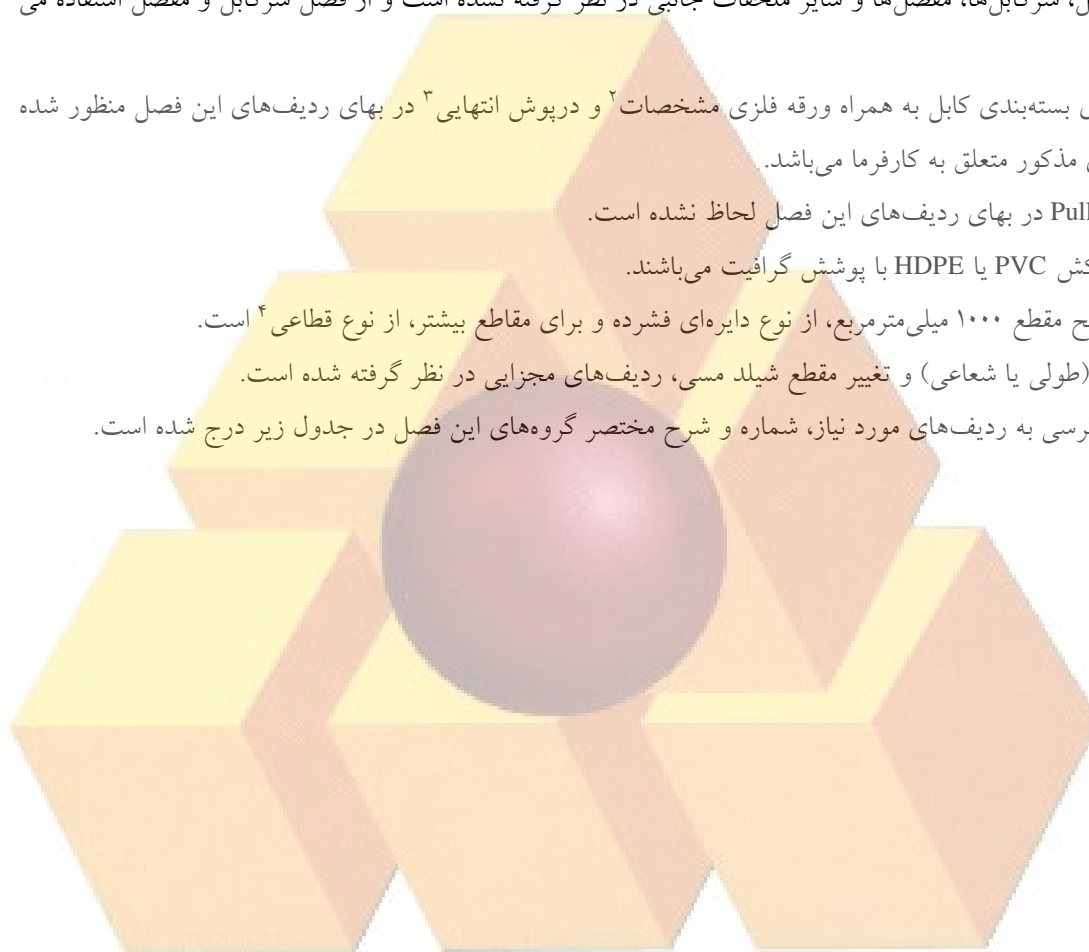 سرکابل‌ها، مفصل‌ها و سایر ملحقات جانبی در نظر گرفته نشده است و از فصل سرکابل و مفصل استفاده می
بسته‌بندی کابل به همراه ورقه فلزی مشخصات۲ و درپوش انتهایی۳ در بهای ردیف‌های این فصل منظور شده
مذکور متعلق به کارفرما می‌باشد.
Pull در بهای ردیف‌های این فصل لحاظ نشده است.
PVC یا HDPE با پوشش گرافیت می‌باشند.
مقطع ۱۰۰۰ میلی‌مترمربع، از نوع دایره‌ای فشرده و برای مقاطع بیشتر، از نوع قطاعی۴ است.
(طولی یا شعاعی) و تغییر مقطع شیلد مسی، ردیف‌های مجزایی در نظر گرفته شده است.
به ردیف‌های مورد نیاز، شماره و شرح مختصر گروه‌های این فصل در جدول زیر درج شده است.